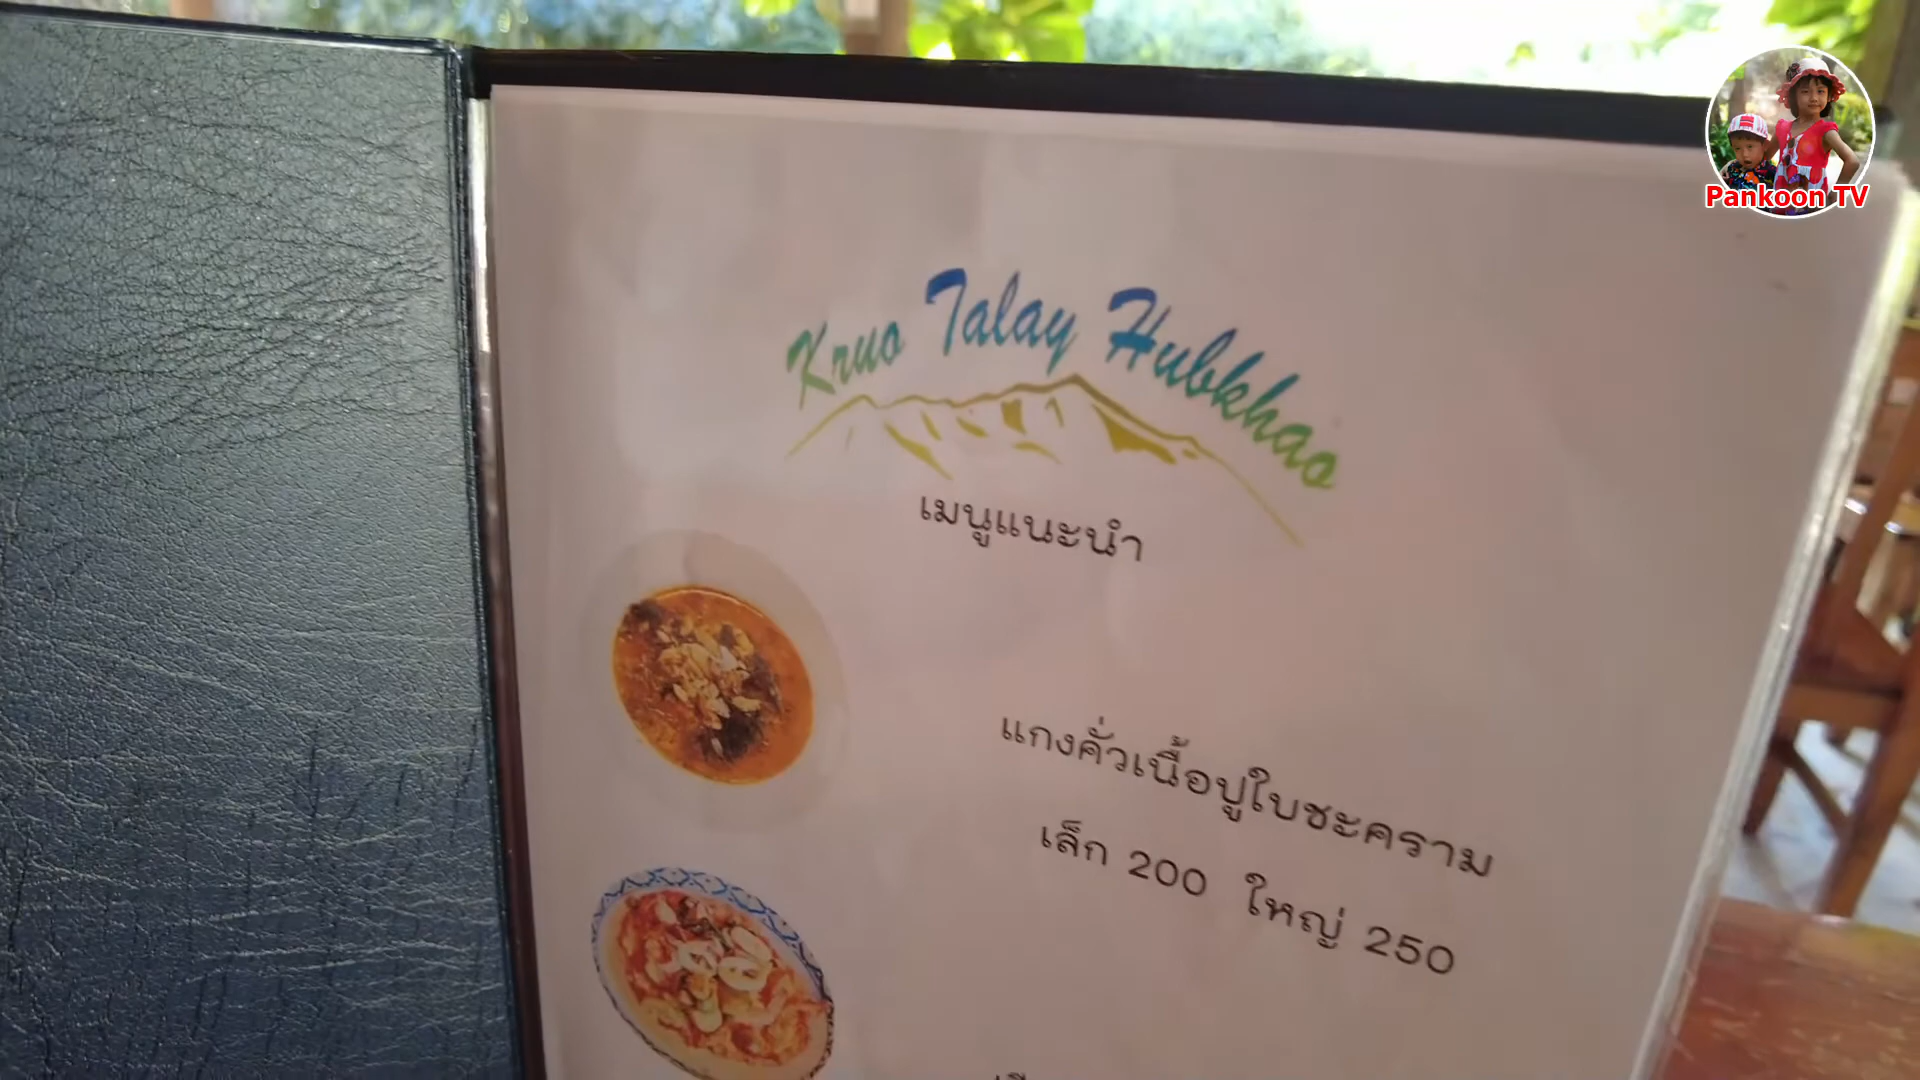 Pankoon TV
Kruo Talay Hubkhao
เมนูแนะนำ
แกงคั่วเนื้อปูใบชะคราม
เล็ก 200 ใหญ่ 250